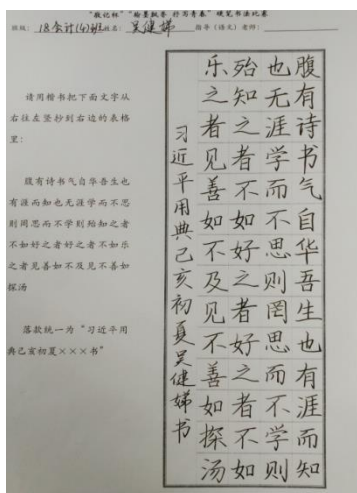 杯" "翰墨飘香 写青春" 硬笔书法比赛
班级：18会计(4)班 姓名：吴健娣 指导（语文）老师：
请用楷书把下面文字从
右往左竖抄到右边的表格
里：
腹有诗书气自华吾生也
有涯而知也无涯学而不思
则罔思而不学则殆知之者
不如好之者好之者不如乐
之者见善如不及见不善如
探汤
落款统一为“习近平用
典己亥初夏×××书”
腹有诗书气自华吾生也有涯而知
也无涯学而不思则罔思而不学则
殆知之者不如好之者好之者不如
乐之者见善如不及见不善如探汤
习近平用典己亥初夏吴健娣书